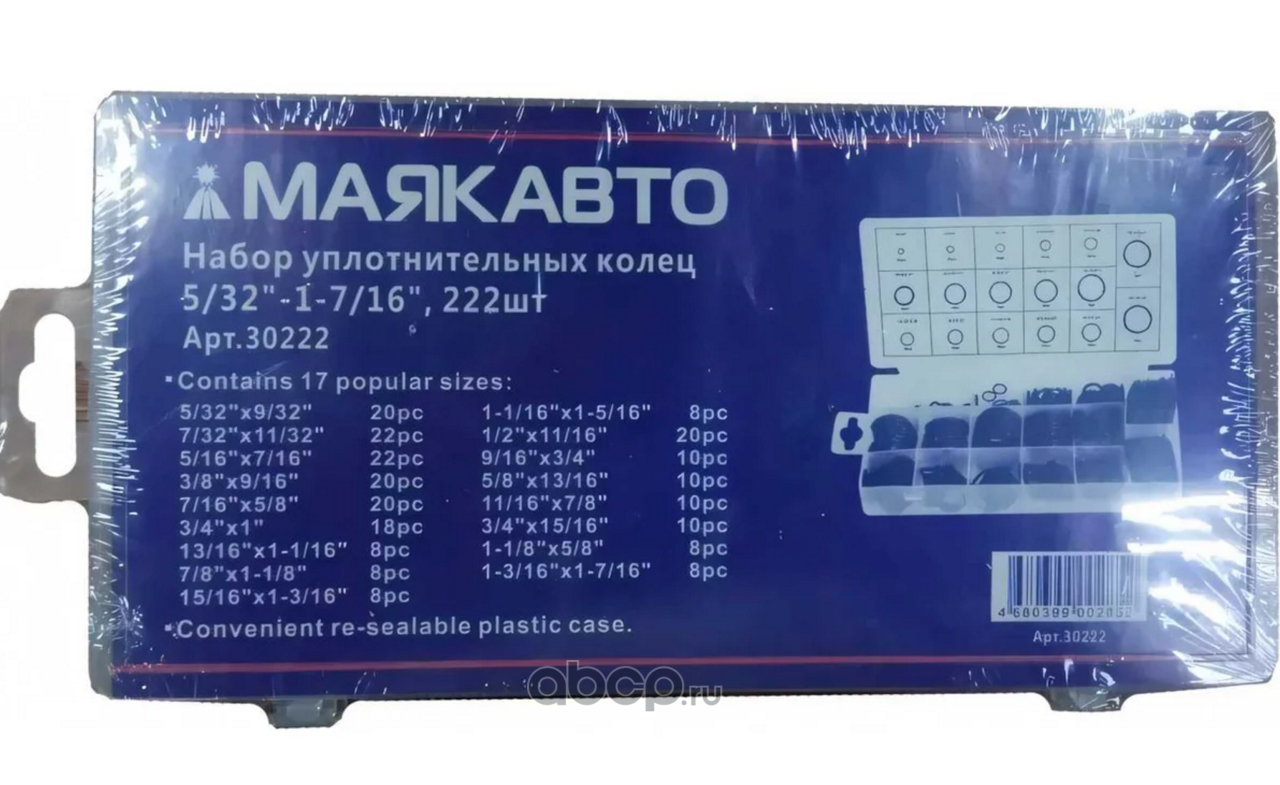 МАЯКАВТО
Набор уплотнительных колец
5/32"-1-7/16", 222шт
Арт.30222
·Contains 17 popular sizes:
5/32"x9/32" 20pc 1-1/16"x1-5/16" 8pc
7/32"x11/32" 22pc 1/2"x11/16" 20pc
5/16"x7/16" 22pc 9/16"x3/4" 10pc
3/8"x9/16" 20pc 5/8"x13/16" 10pc
7/16"x5/8" 20pc 11/16"x7/8" 10pc
3/4"x1" 18pc 3/4"x15/16" 10pc
13/16"x1-1/16" 8pc 1-1/8"x5/8" 8pc
7/8"x1-1/8" 8pc 1-3/16"x1-7/16" 8pc
15/16"x1-3/16" 8pc
·Convenient re-sealable plastic case.
Арт.30222
abcp.ru